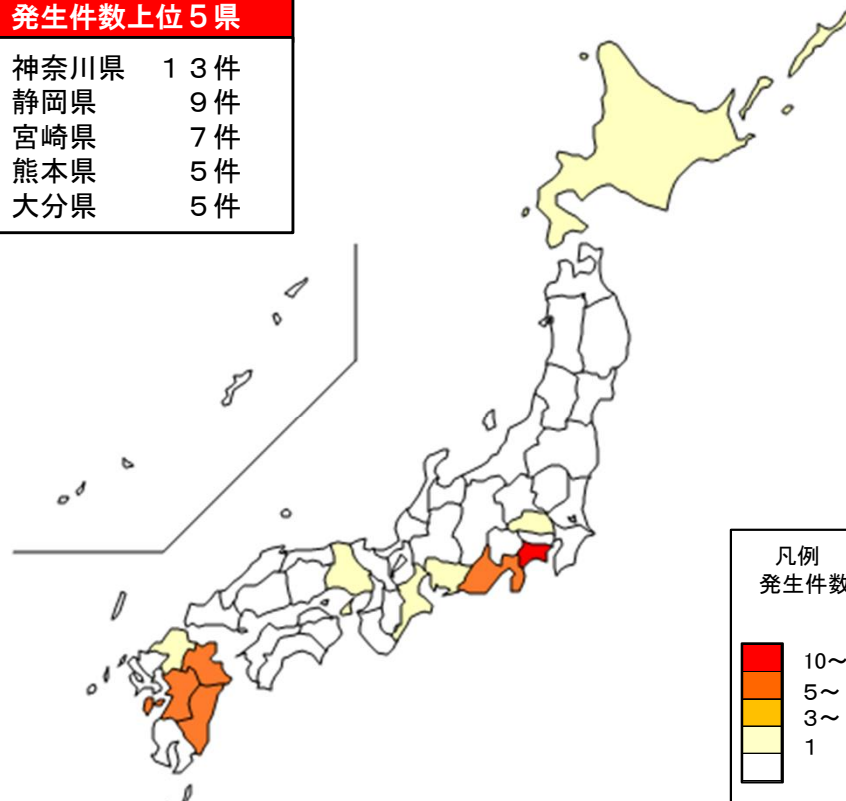 発生件数上位５県
神奈川県　１３件
静岡県　９件
宮崎県　７件
熊本県　５件
大分県　５件
凡例
発生件数
10～
5～
3～
1